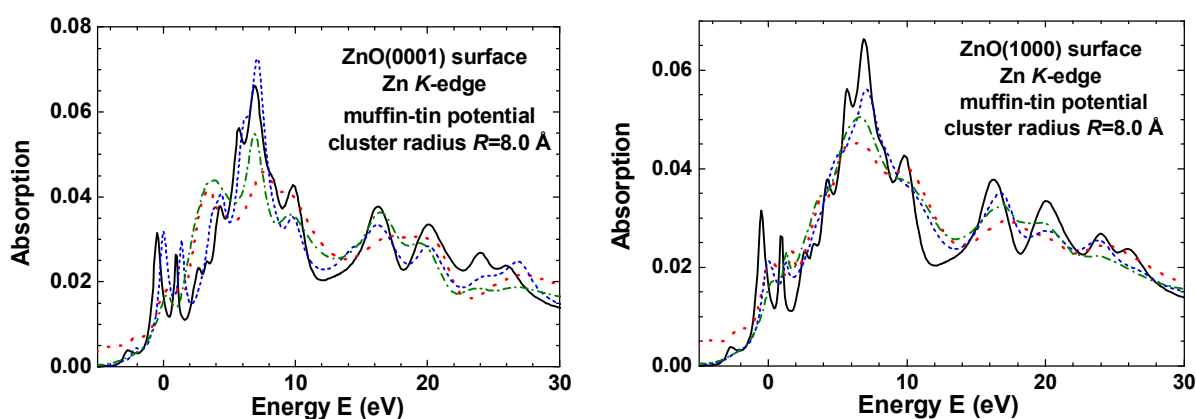 0.08
0.06
0.04
0.02
0.00
Absorption
ZnO(0001) surface
Zn K-edge
muffin-tin potential
cluster radius R=8.0 Å
0 10 20 30
Energy E (eV)
0.06
0.04
0.02
0.00
Absorption
ZnO(1000) surface
Zn K-edge
muffin-tin potential
cluster radius R=8.0 Å
0 10 20 30
Energy E (eV)